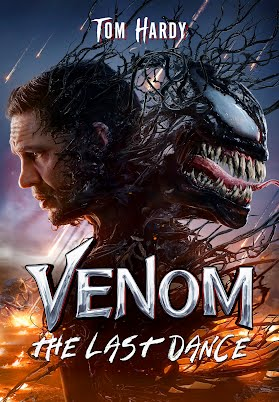 TOM HARDY
VENOM
THE LAST DANCE